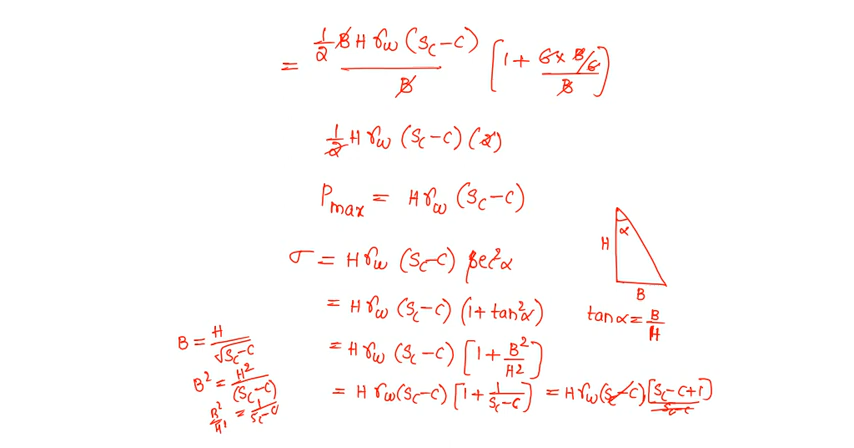 = 1/2 B H γw (Sc-C) / B [1 + 6 x B/6 / B]
1/2 H γw (Sc-C) (2)
Pmax = H γw (Sc-C)
σ = H γw (Sc-C) sec²α
= H γw (Sc-C) (1+tan²α)
= H γw (Sc-C) [1 + B²/H²]
= H γw (Sc-C) [1 + 1/Sc-C] = H γw (Sc-C) [Sc-C+1] / Sc-C
B = H / √Sc-C
B² = H² / (Sc-C)
B²/H² = 1/Sc-C
α
H
B
tanα = B/H